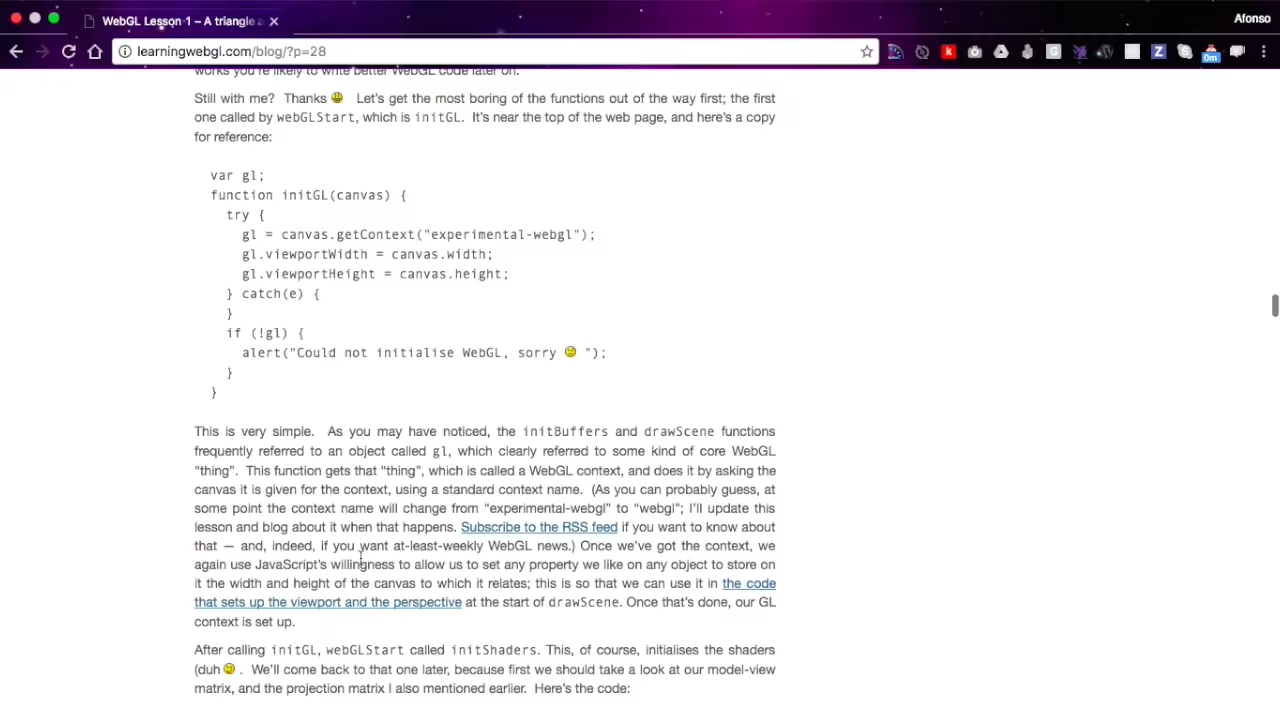 WebGL Lesson 1 – A triangle a
Afonso
learningwebgl.com/blog/?p=28
works you're likely to write better WebGL code later on.
Still with me?  Thanks Let's get the most boring of the functions out of the way first; the first
one called by webGLStart, which is initGL.  It's near the top of the web page, and here's a copy
for reference:
var gl;
function initGL(canvas) {
try {
gl = canvas.getContext("experimental-webgl");
gl.viewportWidth = canvas.width;
gl.viewportHeight = canvas.height;
} catch(e) {
}
if (!gl) {
alert("Could not initialise WebGL, sorry ");
}
}
This is very simple.  As you may have noticed, the initBuffers and drawScene functions
frequently referred to an object called gl, which clearly referred to some kind of core WebGL
“thing”.  This function gets that “thing”, which is called a WebGL context, and does it by asking the
canvas it is given for the context, using a standard context name.  (As you can probably guess, at
some point the context name will change from “experimental-webgl” to “webgl”; I'll update this
lesson and blog about it when that happens. Subscribe to the RSS feed if you want to know about
that — and, indeed, if you want at-least-weekly WebGL news.) Once we've got the context, we
again use JavaScript's willingness to allow us to set any property we like on any object to store on
it the width and height of the canvas to which it relates; this is so that we can use it in the code
that sets up the viewport and the perspective at the start of drawScene. Once that's done, our GL
context is set up.
After calling initGL, webGLStart called initShaders. This, of course, initialises the shaders
(duh .  We'll come back to that one later, because first we should take a look at our model-view
matrix, and the projection matrix I also mentioned earlier.  Here's the code: